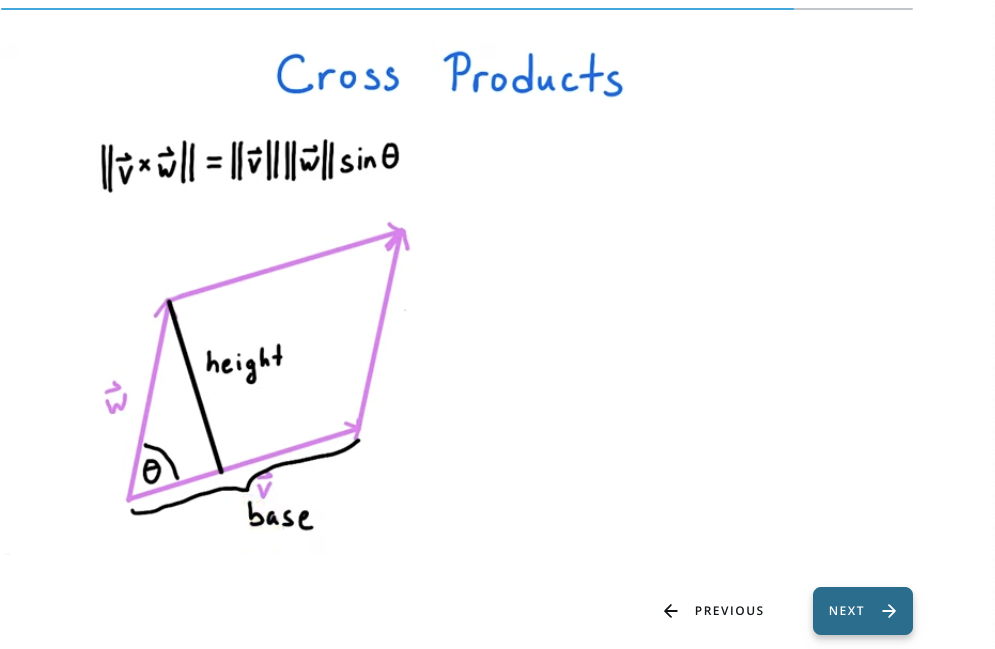 Cross Products
||v⃗ × w⃗|| = ||v⃗|| ||w⃗|| sin θ
height
w⃗
θ
v⃗
base
← PREVIOUS
NEXT →